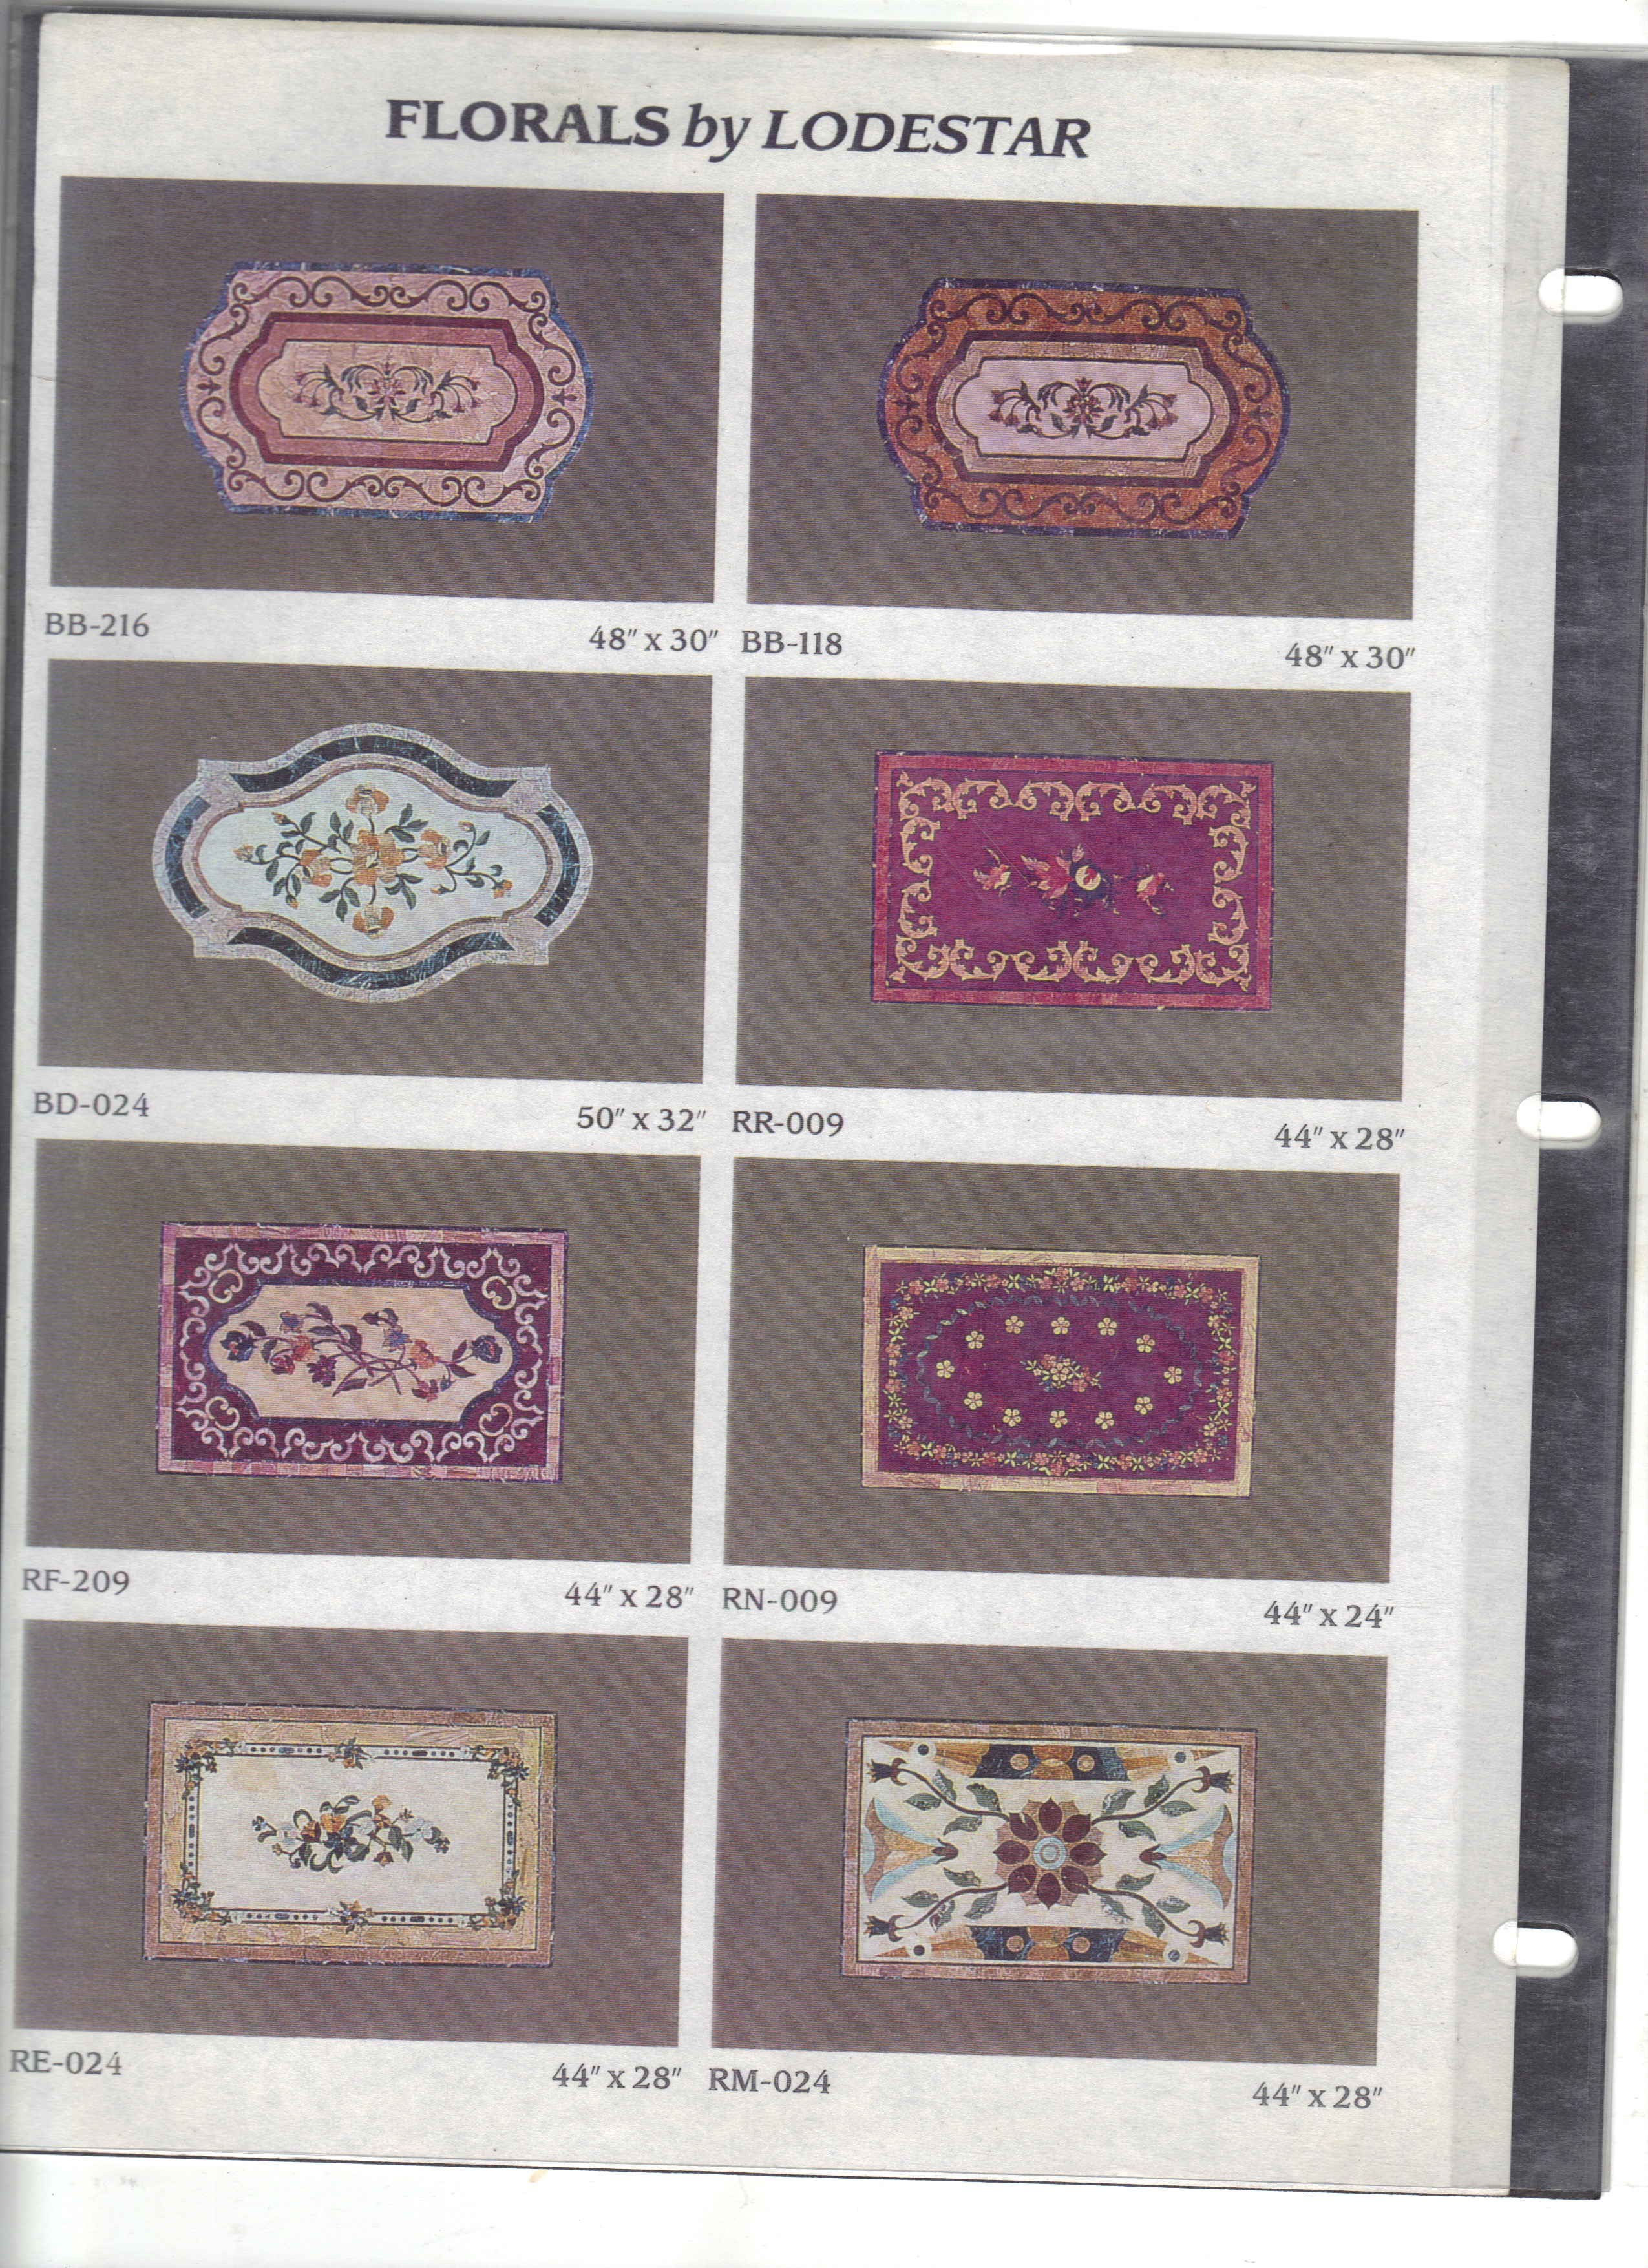 FLORALS by LODESTAR
BB-216 48" x 30" BB-118 48" x 30"
BD-024 50" x 32" RR-009 44" x 28"
RF-209 44" x 28" RN-009 44" x 24"
RE-024 44" x 28" RM-024 44" x 28"